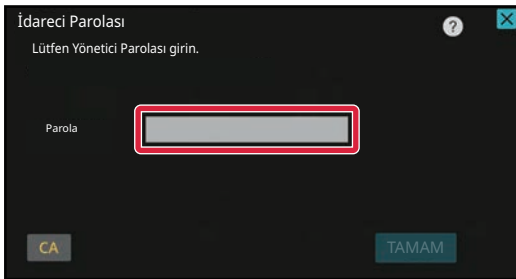 İdareci Parolası
?
Lütfen Yönetici Parolası girin.
Parola
CA
TAMAM